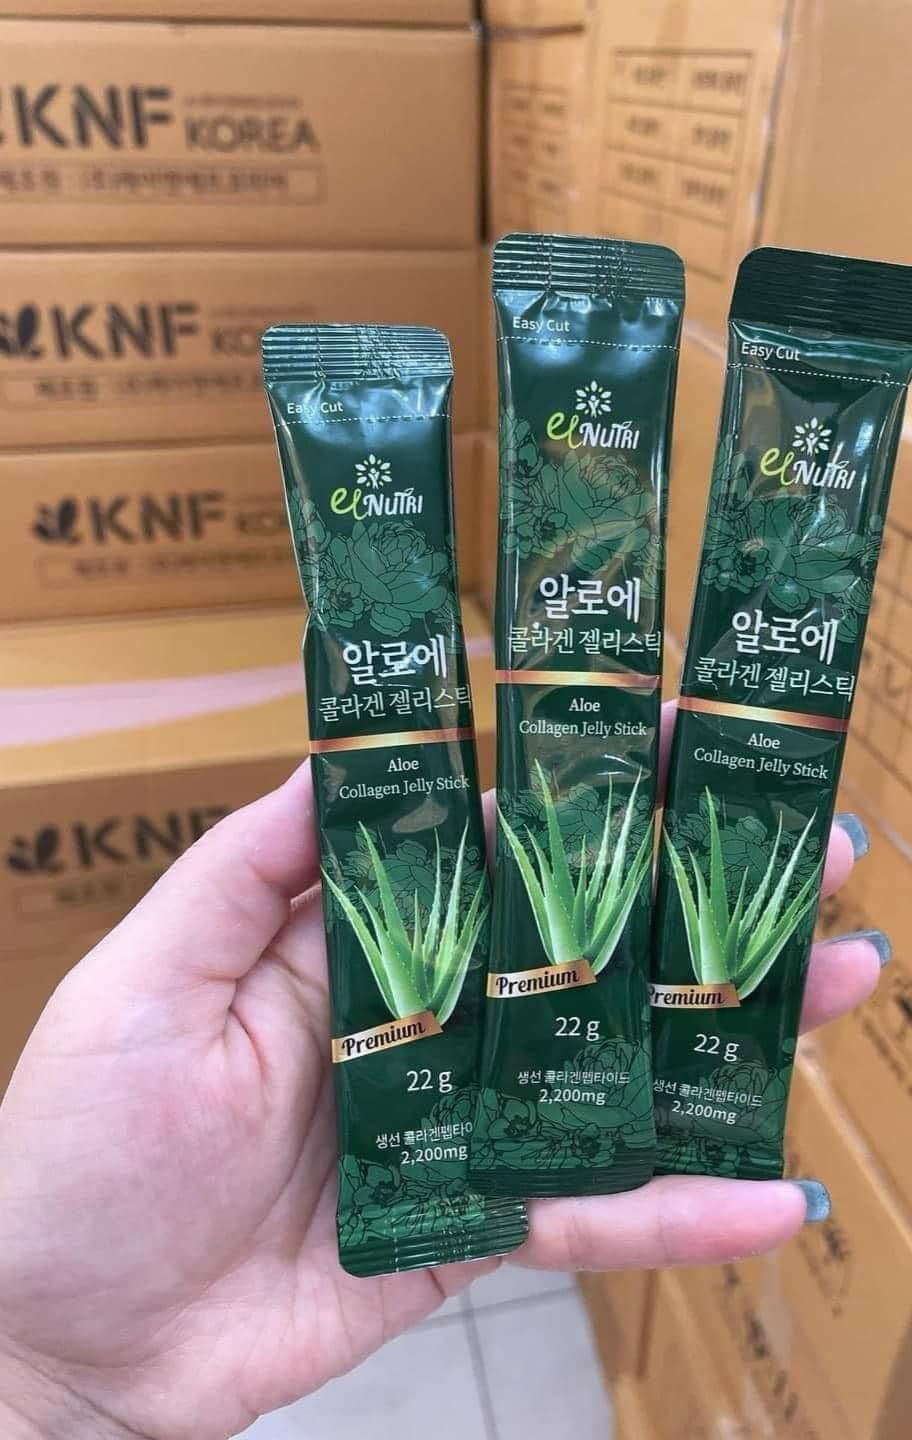 KNF KOREA
KNF KO
KNF KO
KNF
Easy Cut
elNUTRI
알로에
콜라겐 젤리스틱
Aloe
Collagen Jelly Stick
Premium
22 g
생선 콜라겐펩타이
2,200mg
Easy Cut
elNUTRI
알로에
콜라겐 젤리스틱
Aloe
Collagen Jelly Stick
Premium
22 g
생선 콜라겐펩타이드
2,200mg
Easy Cut
elNUTRI
알로에
콜라겐 젤리스틱
Aloe
Collagen Jelly Stick
Premium
22 g
생선 콜라겐펩타이드
2,200mg